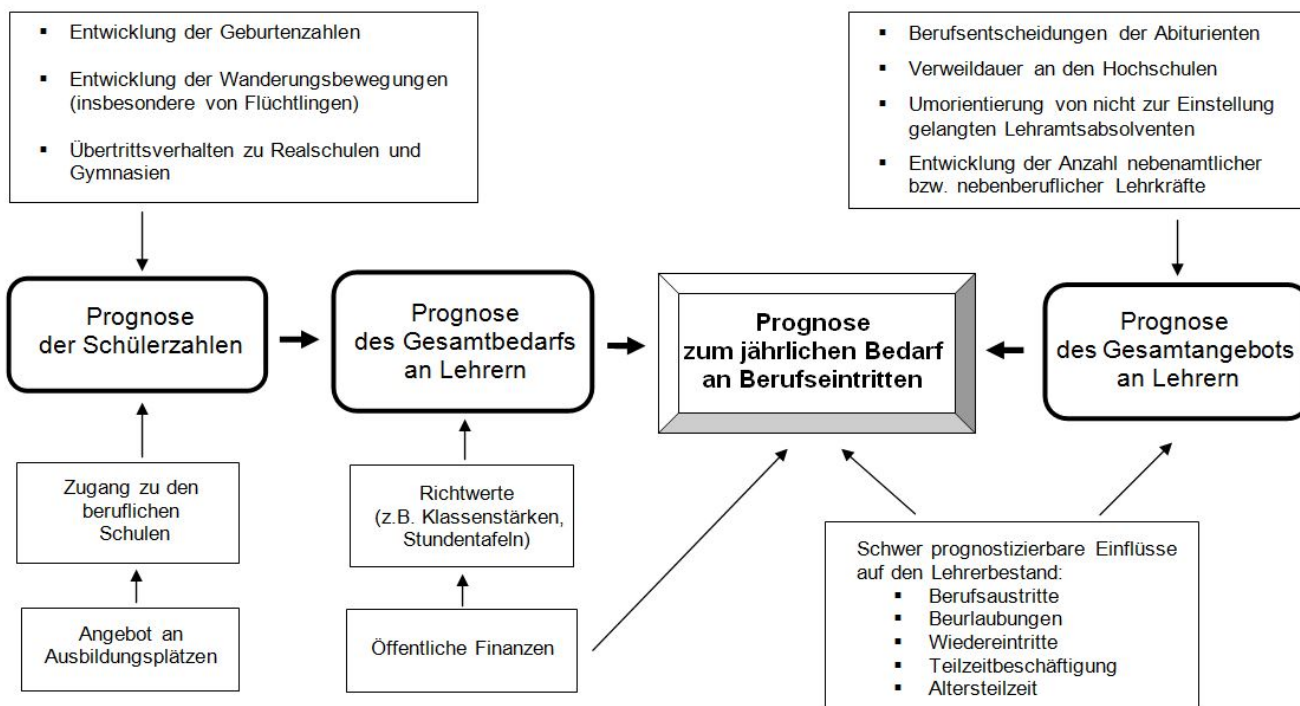 ▪ Entwicklung der Geburtenzahlen
▪ Entwicklung der Wanderungsbewegungen
(insbesondere von Flüchtlingen)
▪ Übertrittsverhalten zu Realschulen und
Gymnasien
▪ Berufsentscheidungen der Abiturienten
▪ Verweildauer an den Hochschulen
▪ Umorientierung von nicht zur Einstellung
gelangten Lehramtsabsolventen
▪ Entwicklung der Anzahl nebenamtlicher
bzw. nebenberuflicher Lehrkräfte
Prognose
der Schülerzahlen
Prognose
des Gesamtbedarfs
an Lehrern
Prognose
zum jährlichen Bedarf
an Berufseintritten
Prognose
des Gesamtangebots
an Lehrern
Zugang zu den
beruflichen
Schulen
Richtwerte
(z.B. Klassenstärken,
Stundentafeln)
Angebot an
Ausbildungsplätzen
Öffentliche Finanzen
Schwer prognostizierbare Einflüsse
auf den Lehrerbestand:
▪ Berufsaustritte
▪ Beurlaubungen
▪ Wiedereintritte
▪ Teilzeitbeschäftigung
▪ Altersteilzeit